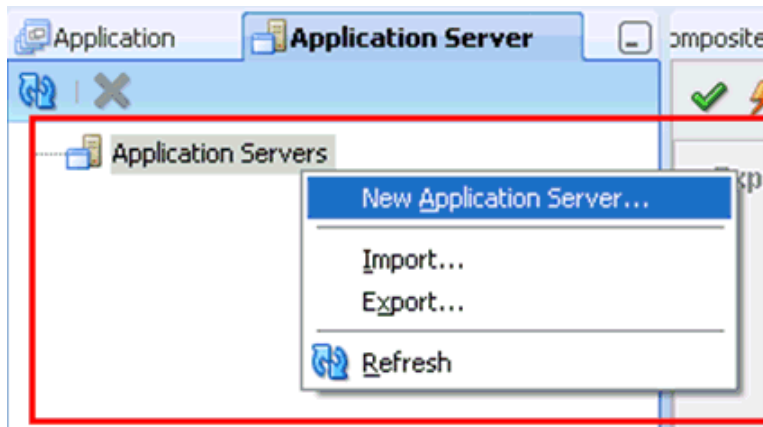 Application
Application Server
omposite
Application Servers
New Application Server...
Import...
Export...
Refresh